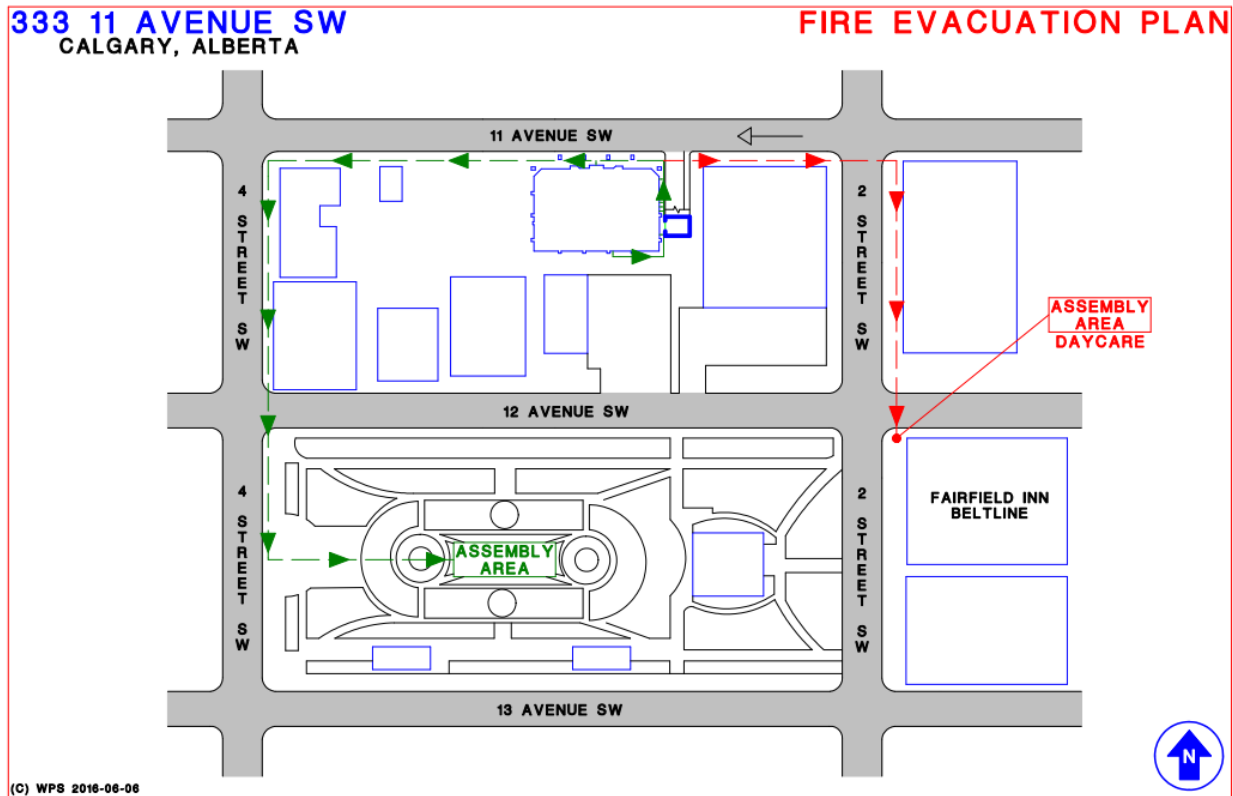 333 11 AVENUE SW
CALGARY, ALBERTA
FIRE EVACUATION PLAN
11 AVENUE SW
4 STREET SW
2 STREET SW
ASSEMBLY
AREA
DAYCARE
12 AVENUE SW
4 STREET SW
2 STREET SW
FAIRFIELD INN
BELTLINE
ASSEMBLY
AREA
13 AVENUE SW
N
(C) WPS 2016-06-06